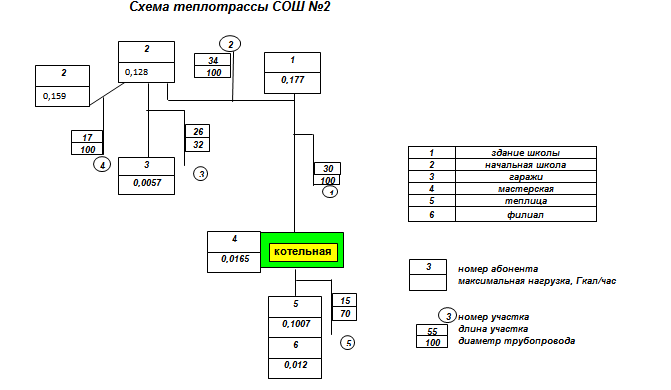 Схема теплотрассы СОШ №2
2
0,128
2
34
100
1
0,177
2
0,159
17
100
4
26
32
3
3
0,0057
30
100
1
1 здание школы
2 начальная школа
3 гаражи
4 мастерская
5 теплица
6 филиал
4
0,0165
котельная
3 номер абонента
максимальная нагрузка, Гкал/час
5
0,1007
6
0,012
15
70
5
3 номер участка
55 длина участка
100 диаметр трубопровода